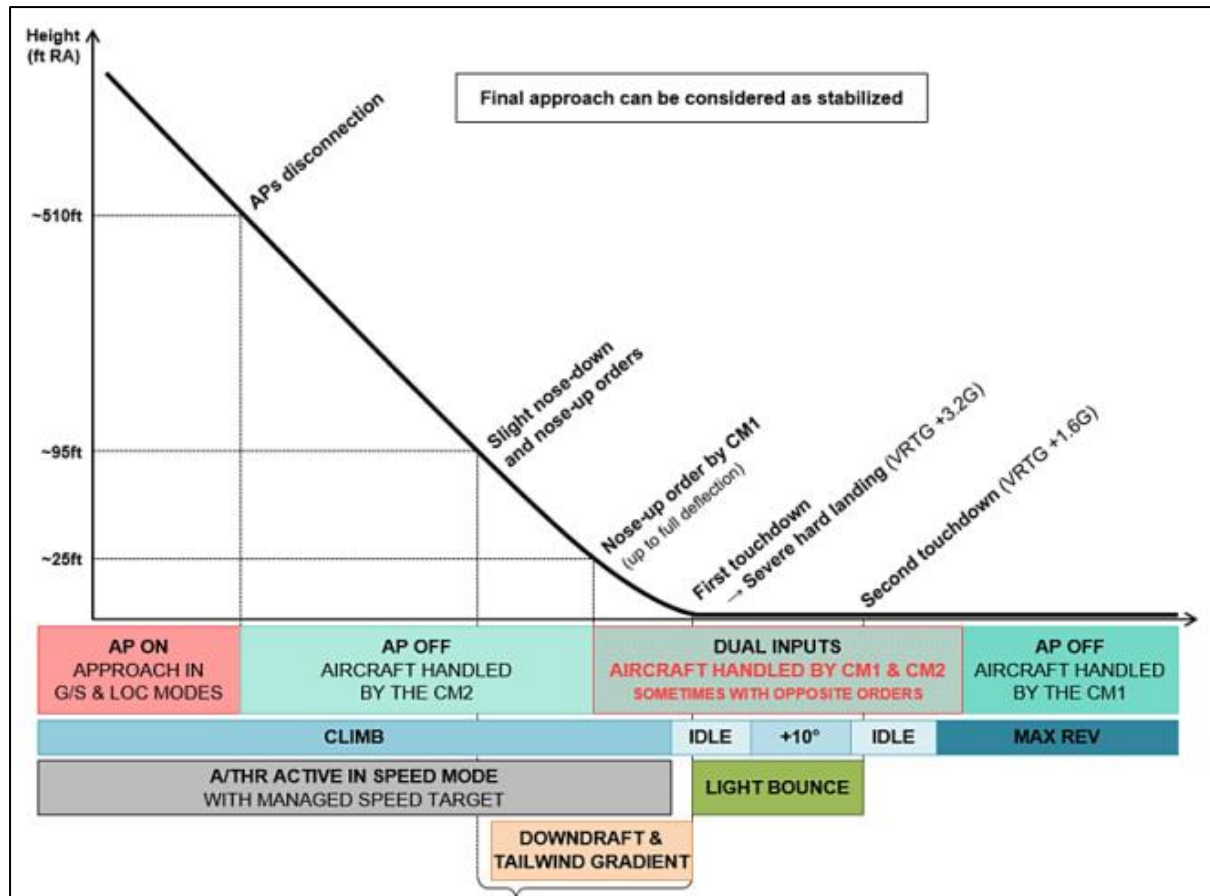 Height
(ft RA)
Final approach can be considered as stabilized
APs disconnection
~510ft
Slight nose-down
and nose-up orders
~95ft
Nose-up order by CM1
(up to full deflection)
~25ft
First touchdown
→ Severe hard landing (VRTG +3.2G)
Second touchdown (VRTG +1.6G)
AP ON
APPROACH IN
G/S & LOC MODES
AP OFF
AIRCRAFT HANDLED
BY THE CM2
DUAL INPUTS
AIRCRAFT HANDLED BY CM1 & CM2
SOMETIMES WITH OPPOSITE ORDERS
AP OFF
AIRCRAFT HANDLED
BY THE CM1
CLIMB
IDLE
+10°
IDLE
MAX REV
A/THR ACTIVE IN SPEED MODE
WITH MANAGED SPEED TARGET
LIGHT BOUNCE
DOWNDRAFT &
TAILWIND GRADIENT